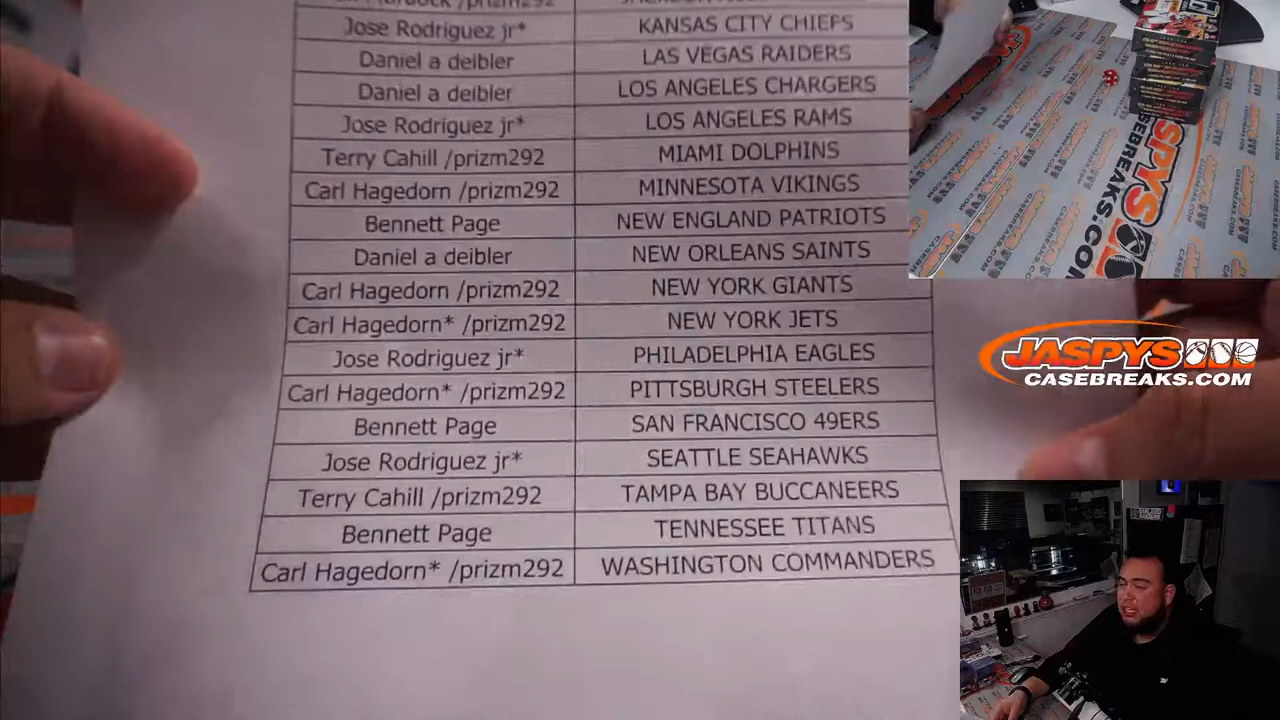 Jose Rodriguez jr* KANSAS CITY CHIEFS
Daniel a deibler LAS VEGAS RAIDERS
Daniel a deibler LOS ANGELES CHARGERS
Jose Rodriguez jr* LOS ANGELES RAMS
Terry Cahill /prizm292 MIAMI DOLPHINS
Carl Hagedorn /prizm292 MINNESOTA VIKINGS
Bennett Page NEW ENGLAND PATRIOTS
Daniel a deibler NEW ORLEANS SAINTS
Carl Hagedorn /prizm292 NEW YORK GIANTS
Carl Hagedorn* /prizm292 NEW YORK JETS
Jose Rodriguez jr* PHILADELPHIA EAGLES
Carl Hagedorn* /prizm292 PITTSBURGH STEELERS
Bennett Page SAN FRANCISCO 49ERS
Jose Rodriguez jr* SEATTLE SEAHAWKS
Terry Cahill /prizm292 TAMPA BAY BUCCANEERS
Bennett Page TENNESSEE TITANS
Carl Hagedorn* /prizm292 WASHINGTON COMMANDERS
JASPYS
CASEBREAKS.COM